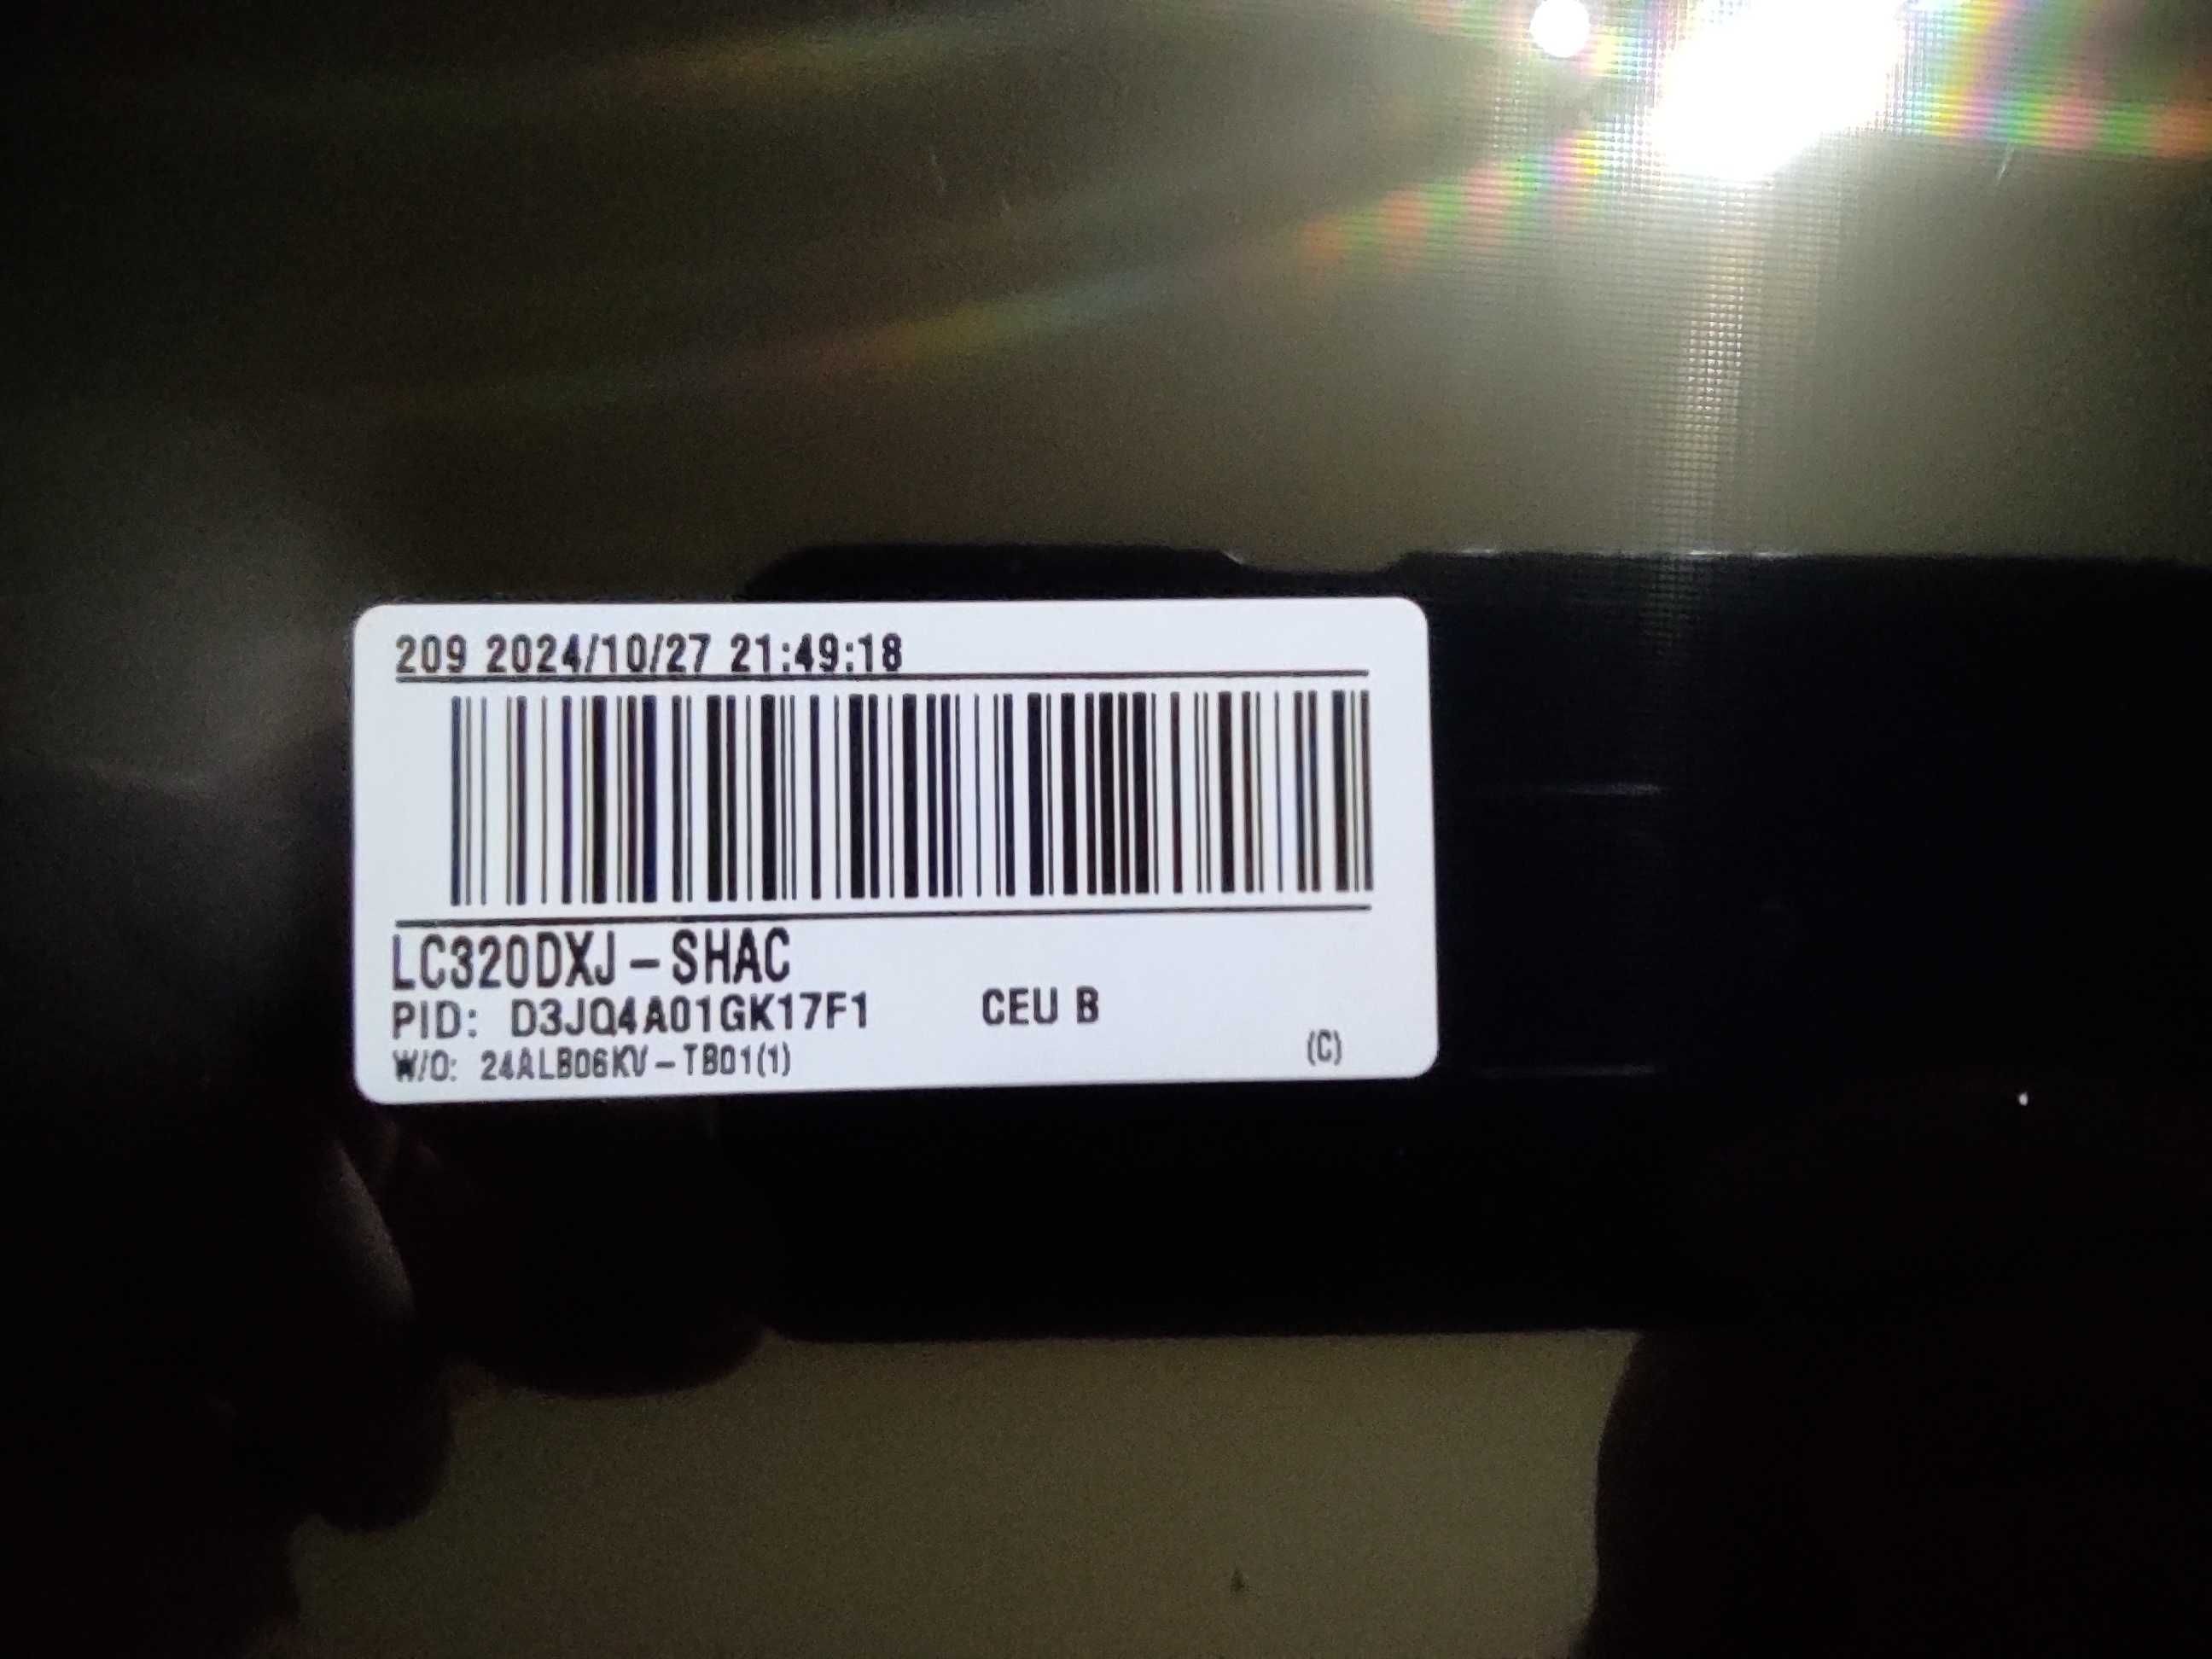 209 2024/10/27 21:49:18
LC320DXJ-SHAC
PID: D3JQ4A01GK17F1 CEU B
W/O: 24ALB06KV-TB01(1) (C)